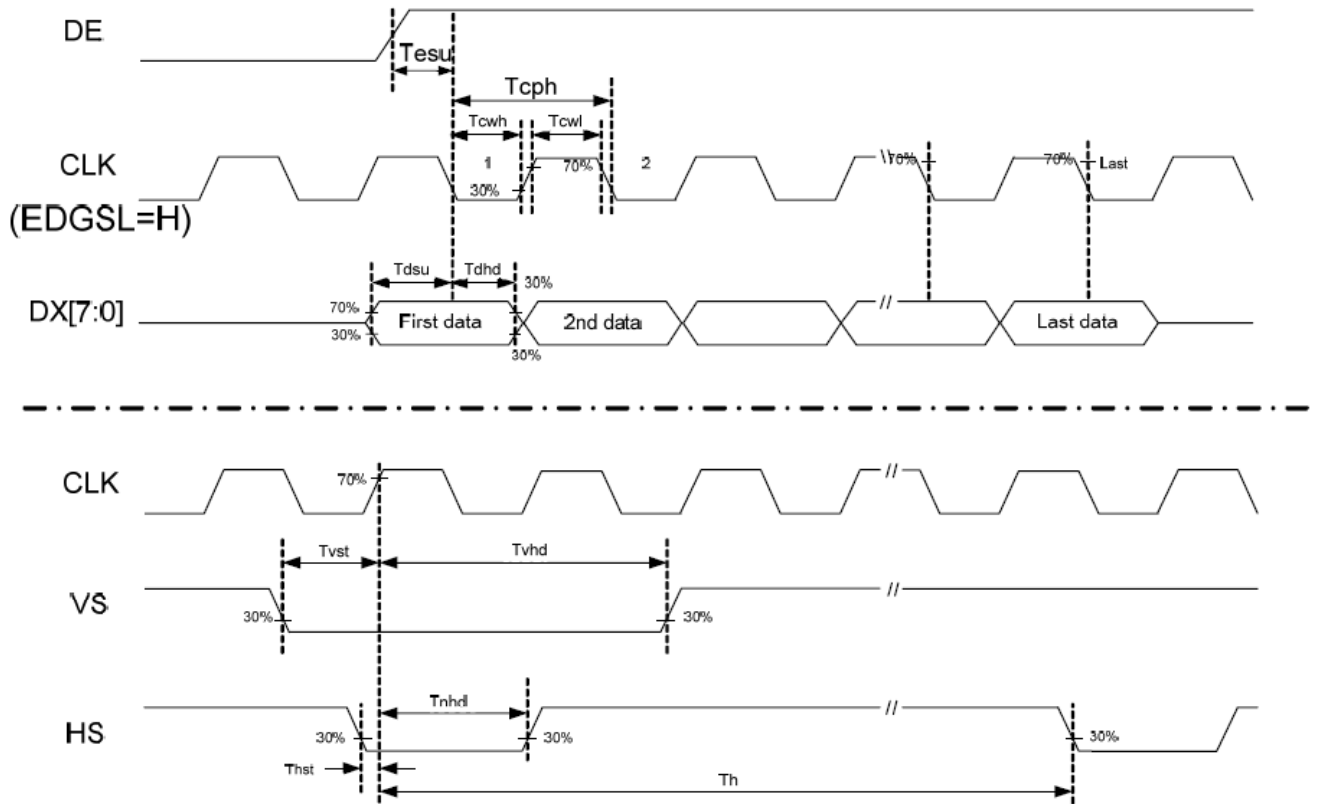 DE
Tesu
Tcph
Tcwh
Tcwl
CLK
1
70%
2
\\
70%
70%
Last
30%
(EDGSL=H)
Tdsu
Tdhd
30%
DX[7:0]
70%
First data
2nd data
//
Last data
30%
30%
CLK
70%
//
Tvst
Tvhd
VS
30%
30%
//
HS
30%
30%
//
30%
Thst
Th